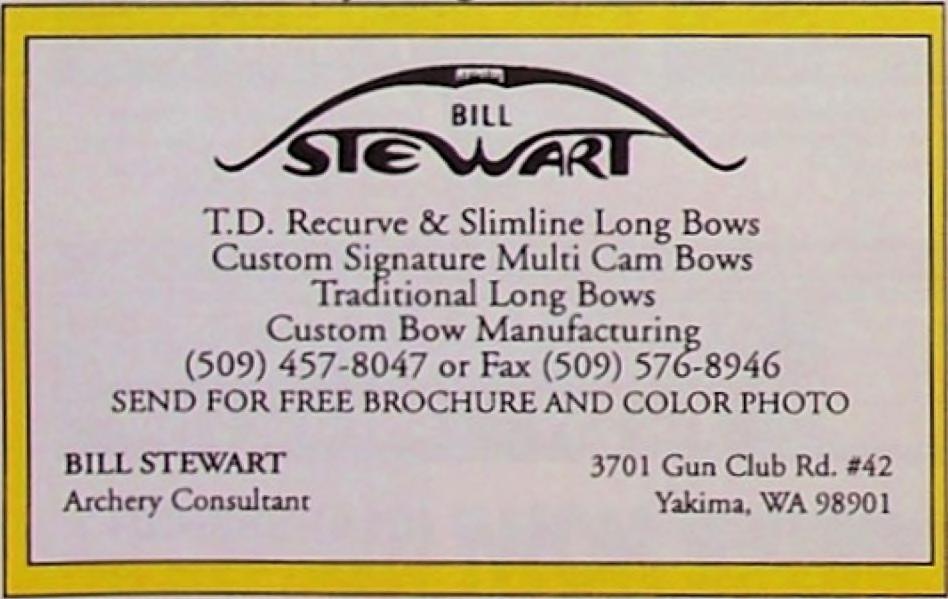 BILL
STEWART
T.D. Recurve & Slimline Long Bows
Custom Signature Multi Cam Bows
Traditional Long Bows
Custom Bow Manufacturing
(509) 457-8047 or Fax (509) 576-8946
SEND FOR FREE BROCHURE AND COLOR PHOTO
BILL STEWART
Archery Consultant
3701 Gun Club Rd. #42
Yakima, WA 98901